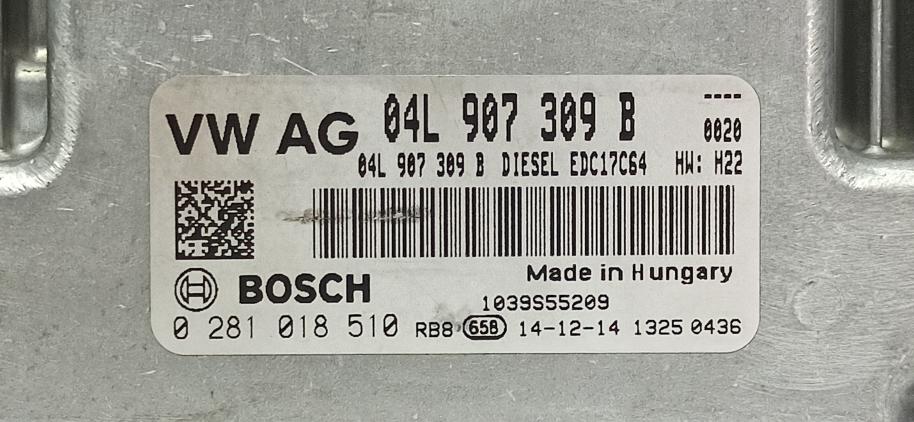 VW AG 04L 907 309 B ----
0020
04L 907 309 B DIESEL EDC17C64 HW: H22
Made in Hungary
BOSCH
1039S55209
0 281 018 510 RB8 65B 14-12-14 1325 0436